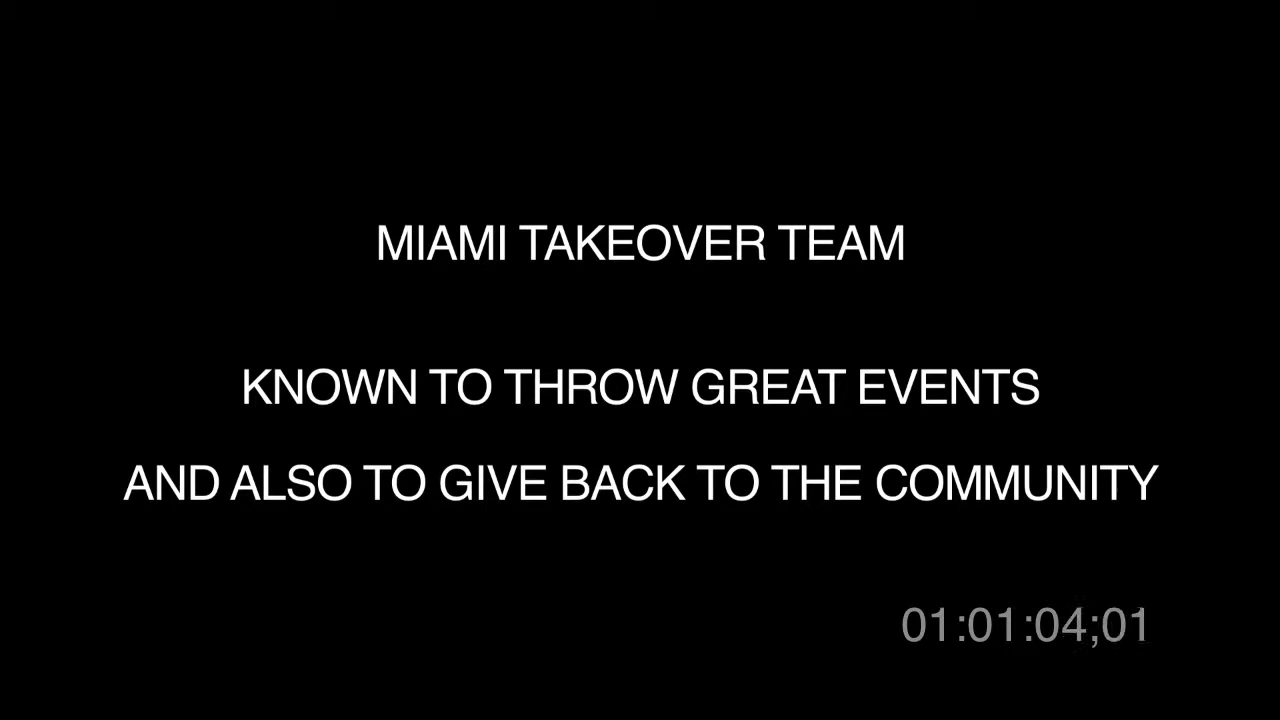 MIAMI TAKEOVER TEAM
KNOWN TO THROW GREAT EVENTS
AND ALSO TO GIVE BACK TO THE COMMUNITY
01:01:04;01